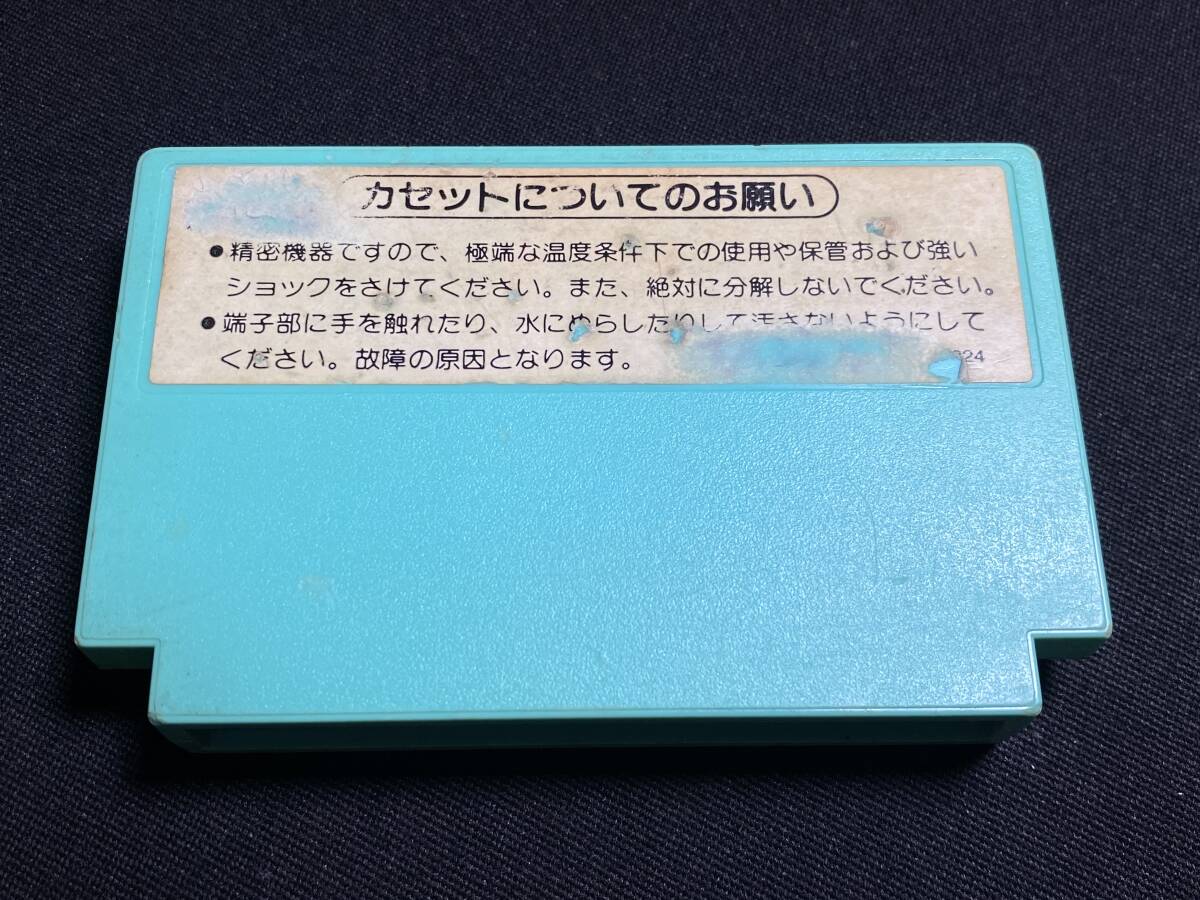 カセットについてのお願い
●精密機器ですので、極端な温度条件下での使用や保管および強い
ショックをさけてください。また、絶対に分解しないでください。
●端子部に手を触れたり、水にぬらしたりして汚さないようにして
ください。故障の原因となります。
324